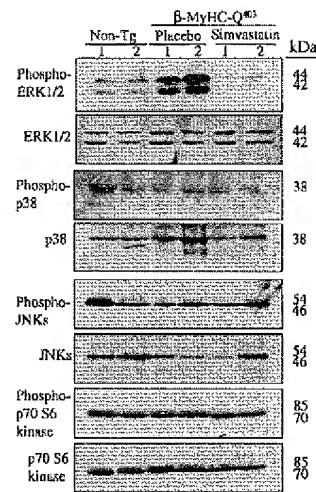 β-MyHC-Q403
Non-Tg Placebo Simvastatin
1 2 1 2 1 2 kDa
Phospho-
ERK1/2
44
42
ERK1/2
44
42
Phospho-
p38
38
p38
38
Phospho-
JNKs
54
46
JNKs
54
46
Phospho-
p70 S6
kinase
85
70
p70 S6
kinase
85
70